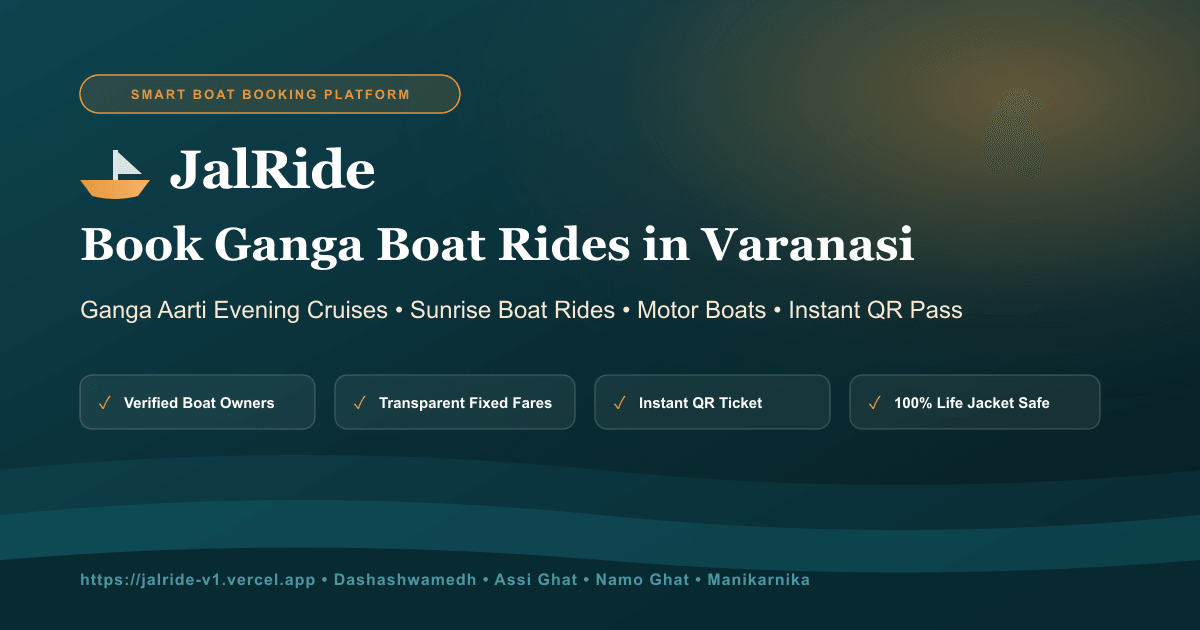 SMART BOAT BOOKING PLATFORM
JalRide
Book Ganga Boat Rides in Varanasi
Ganga Aarti Evening Cruises • Sunrise Boat Rides • Motor Boats • Instant QR Pass
✓ Verified Boat Owners
✓ Transparent Fixed Fares
✓ Instant QR Ticket
✓ 100% Life Jacket Safe
https://jalride-v1.vercel.app • Dashashwamedh • Assi Ghat • Namo Ghat • Manikarnika